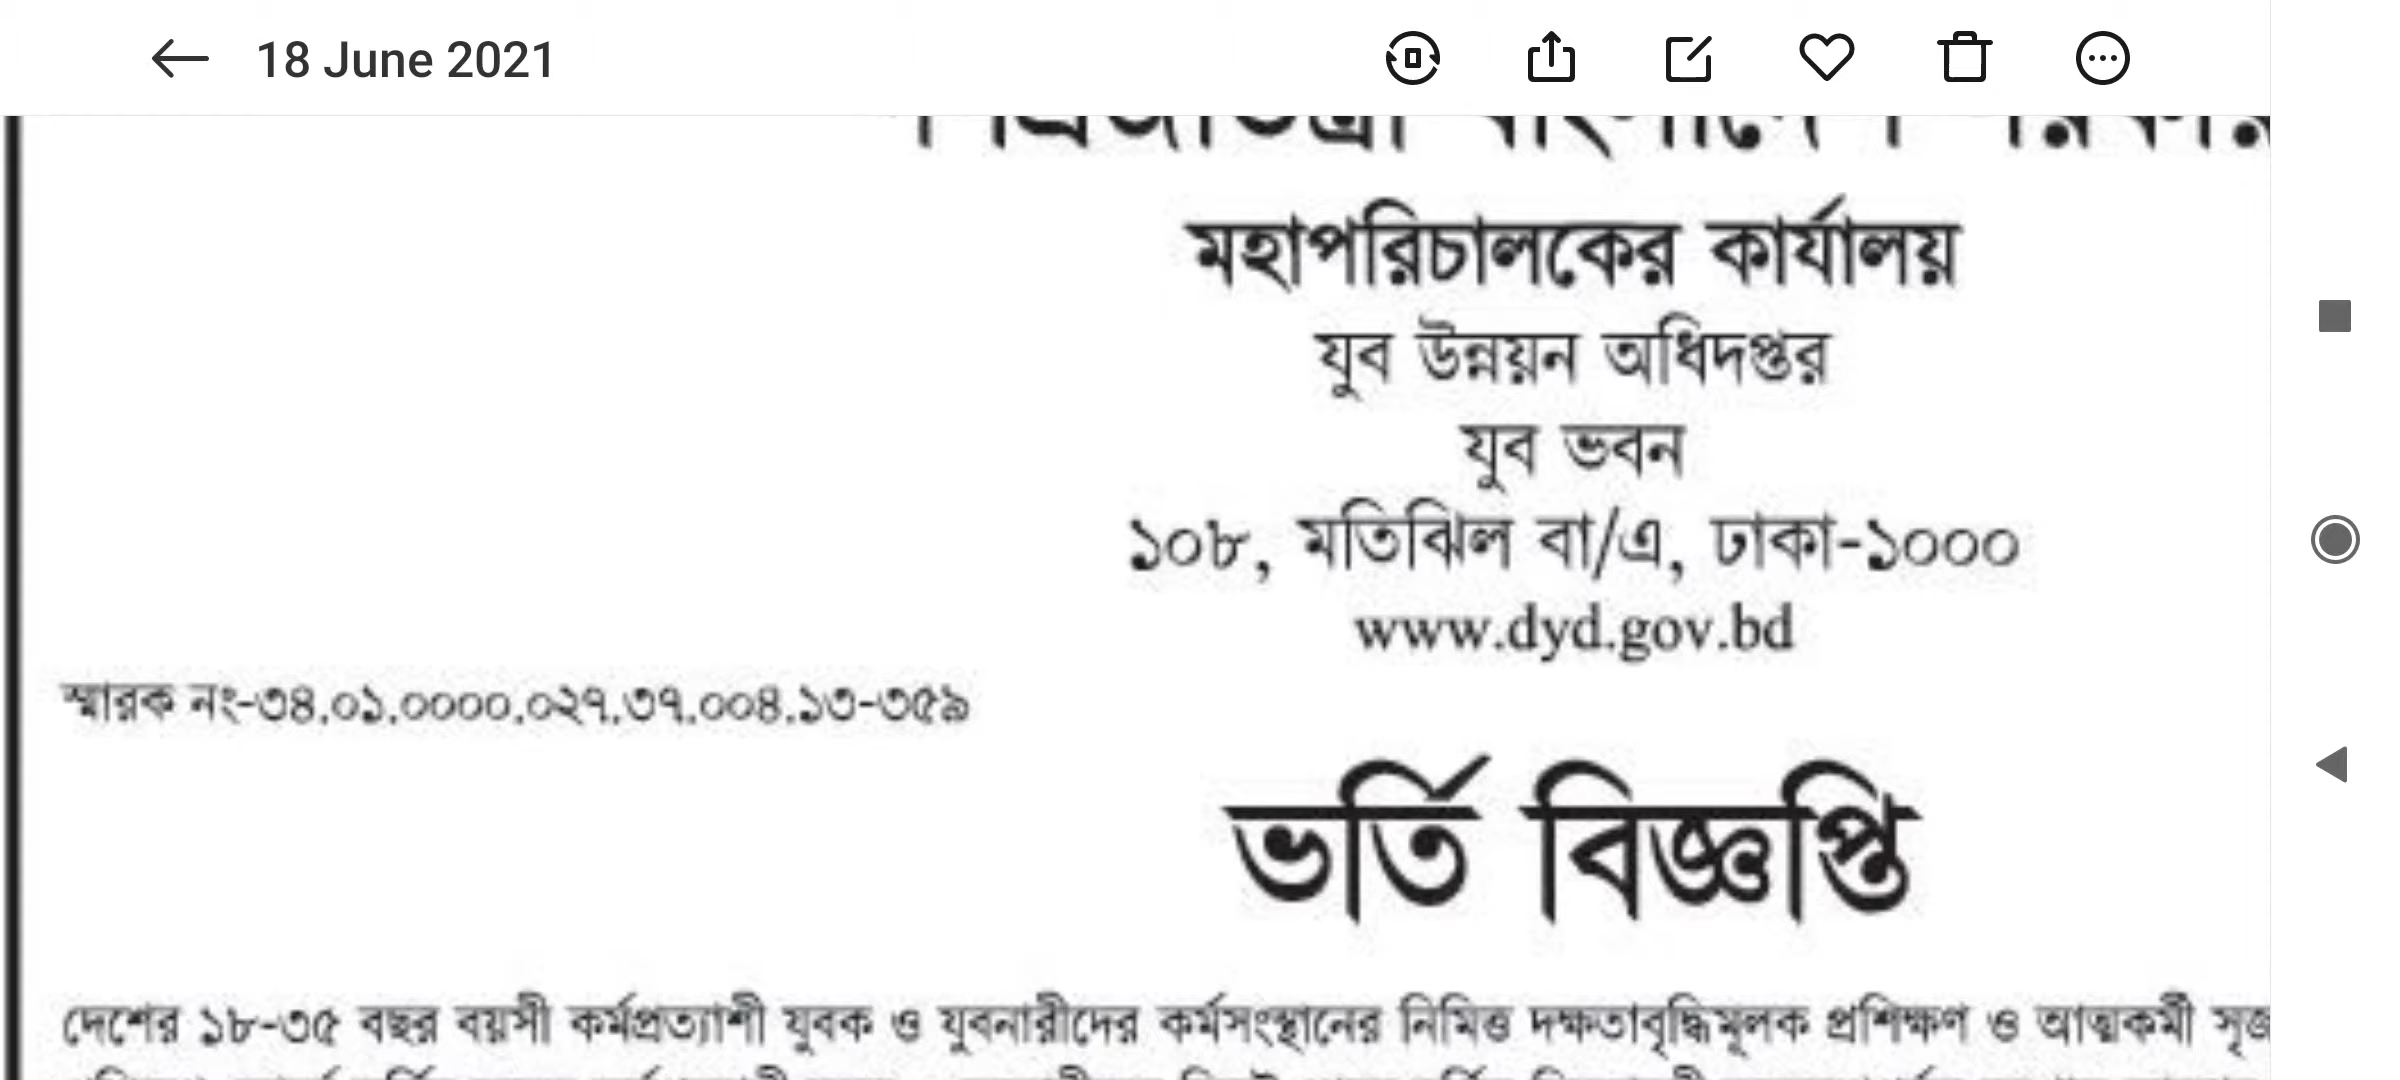 18 June 2021
বাংলাদেশ
মহাপরিচালকের কার্যালয়
যুব উন্নয়ন অধিদপ্তর
যুব ভবন
১০৮, মতিঝিল বা/এ, ঢাকা-১০০০
www.dyd.gov.bd
স্মারক নং-৩৪.০১.০০০০.০২৭.৩৭.০০৪.১৩-৩৫৯
ভর্তি বিজ্ঞপ্তি
দেশের ১৮-৩৫ বছর বয়সী কর্মপ্রত্যাশী যুবক ও যুবনারীদের কর্মসংস্থানের নিমিত্ত দক্ষতাবৃদ্ধিমূলক প্রশিক্ষণ ও আত্মকর্মী